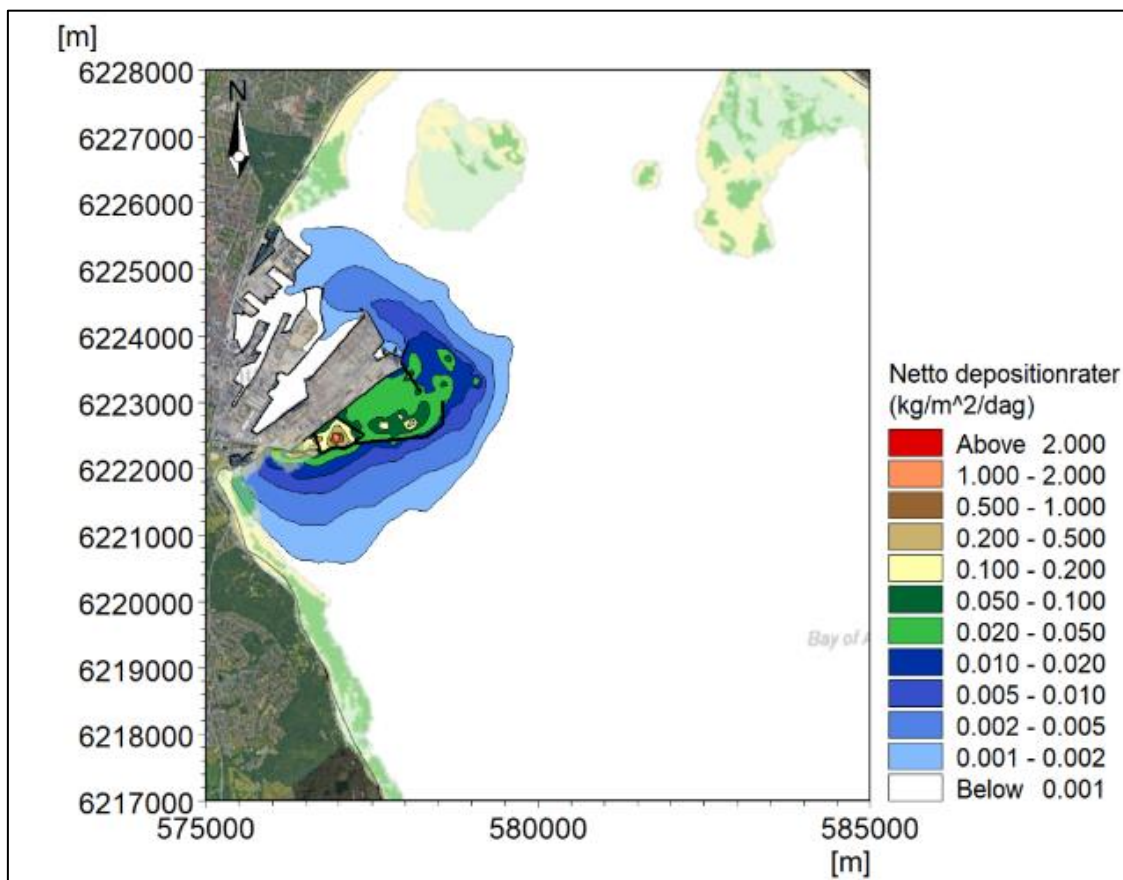 [m]
6228000
6227000
6226000
6225000
6224000
6223000
6222000
6221000
6220000
6219000
6218000
6217000
575000
580000
585000
[m]
N
Bay of A
Netto depositionrater
(kg/m^2/dag)
Above 2.000
1.000 - 2.000
0.500 - 1.000
0.200 - 0.500
0.100 - 0.200
0.050 - 0.100
0.020 - 0.050
0.010 - 0.020
0.005 - 0.010
0.002 - 0.005
0.001 - 0.002
Below 0.001